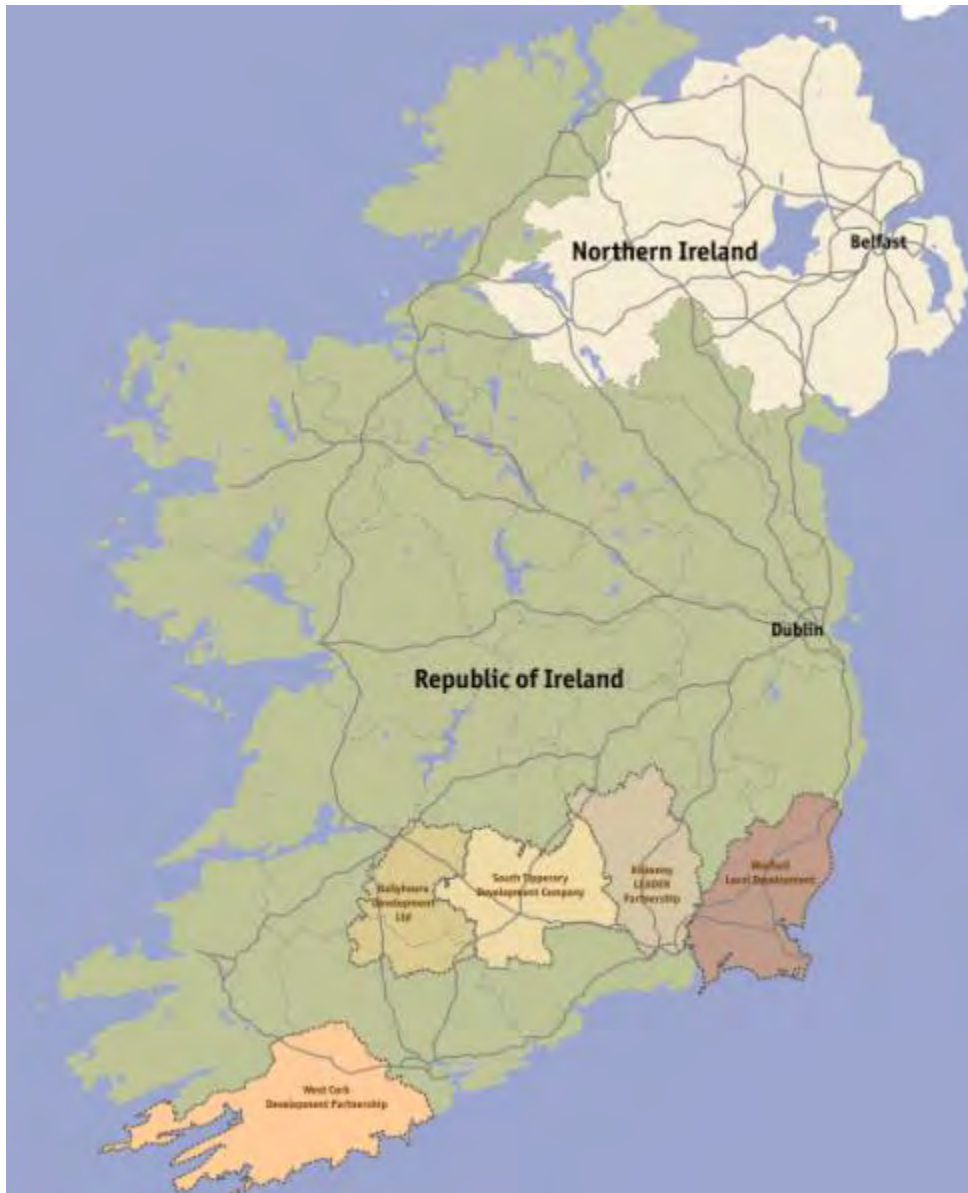 Northern Ireland
Belfast
Dublin
Republic of Ireland
Ballyhoura
Development
Ltd
South Tipperary
Development Company
Kilkenny
LEADER
Partnership
Wexford
Local Development
West Cork
Development Partnership